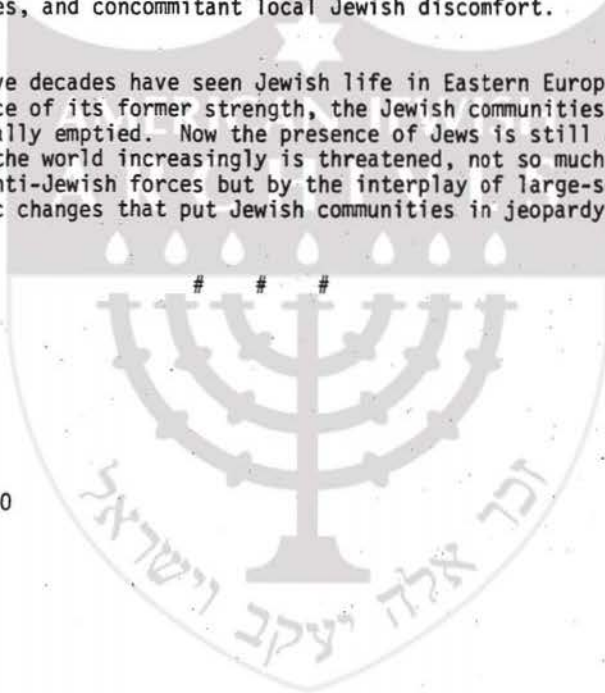 es, and concommitant local Jewish discomfort.
ve decades have seen Jewish life in Eastern Europ
ce of its former strength, the Jewish communities
ally emptied. Now the presence of Jews is still
the world increasingly is threatened, not so much
nti-Jewish forces but by the interplay of large-s
c changes that put Jewish communities in jeopardy
AMERICAN JEWISH
ARCHIVES
# # #
0
זכר אלה יעקב וישראל